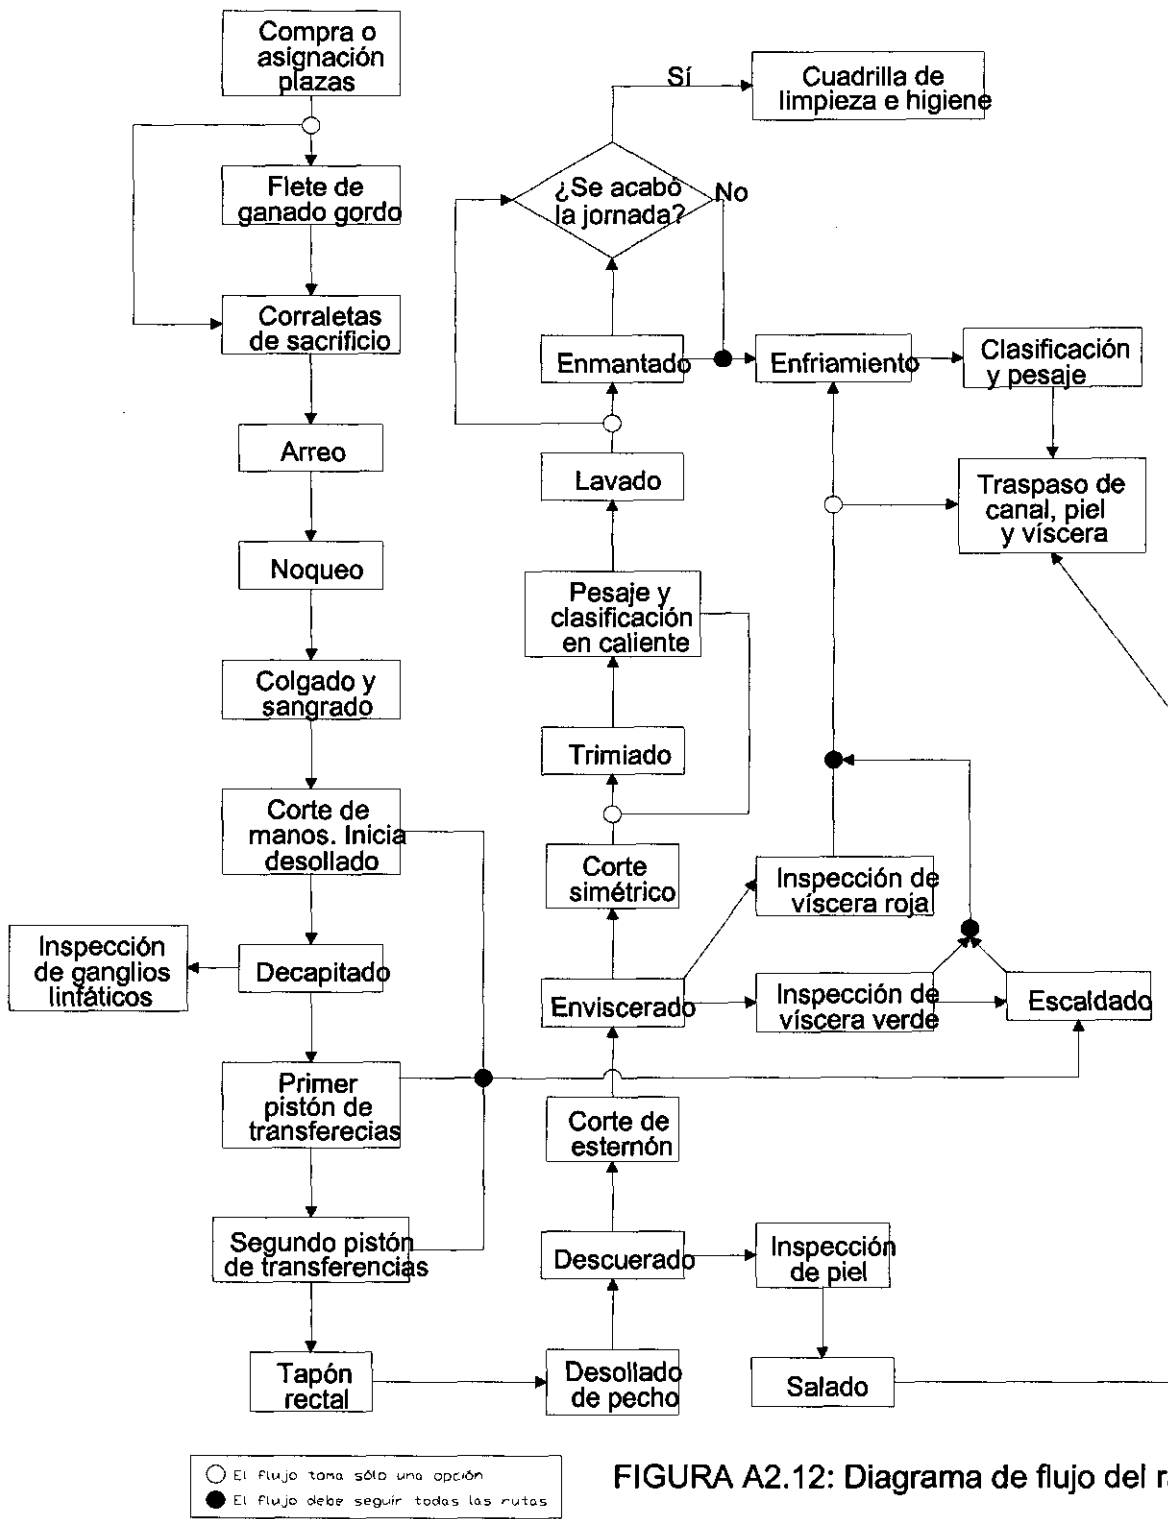 Compra o
asignación
plazas
Flete de
ganado gordo
Corraletas
de sacrificio
Arreo
Noqueo
Colgado y
sangrado
Corte de
manos. Inicia
desollado
Inspección
de ganglios
linfáticos
Decapitado
Primer
pistón de
transferecias
Segundo pistón
de transferencias
Tapón
rectal
Sí
Cuadrilla de
limpieza e higiene
¿Se acabó
la jornada?
No
Enmantado
Enfriamiento
Clasificación
y pesaje
Lavado
Traspaso de
canal, piel
y víscera
Pesaje y
clasificación
en caliente
Trimiado
Corte
simétrico
Inspección de
víscera roja
Enviscerado
Inspección de
víscera verde
Escaldado
Corte de
esternón
Descuerado
Inspección
de piel
Desollado
de pecho
Salado
El flujo toma sólo una opción
El flujo debe seguir todas las rutas
FIGURA A2.12: Diagrama de flujo del